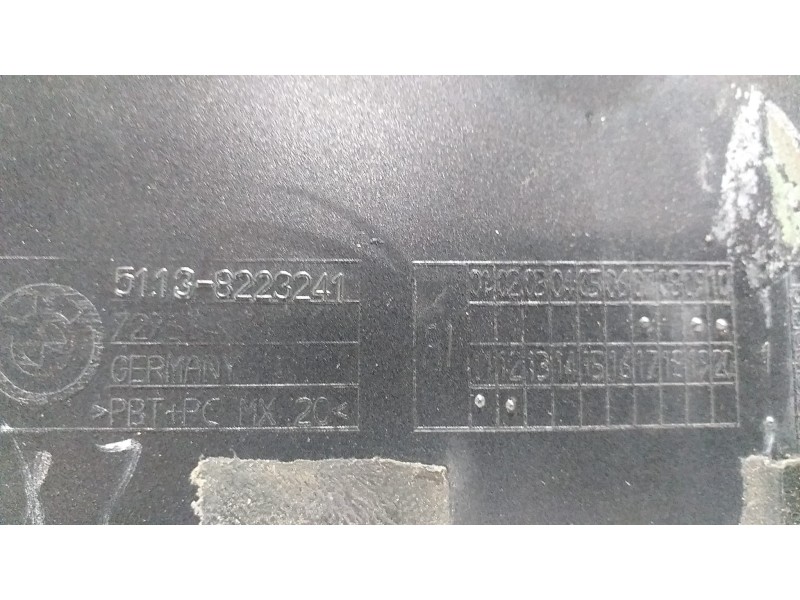 51.13-8223241
GERMANY
>PBT+PC MX 20<
01 02 03 04 05 06 07 08 09 10
11 12 13 14 15 16 17 18 19 20
X 7